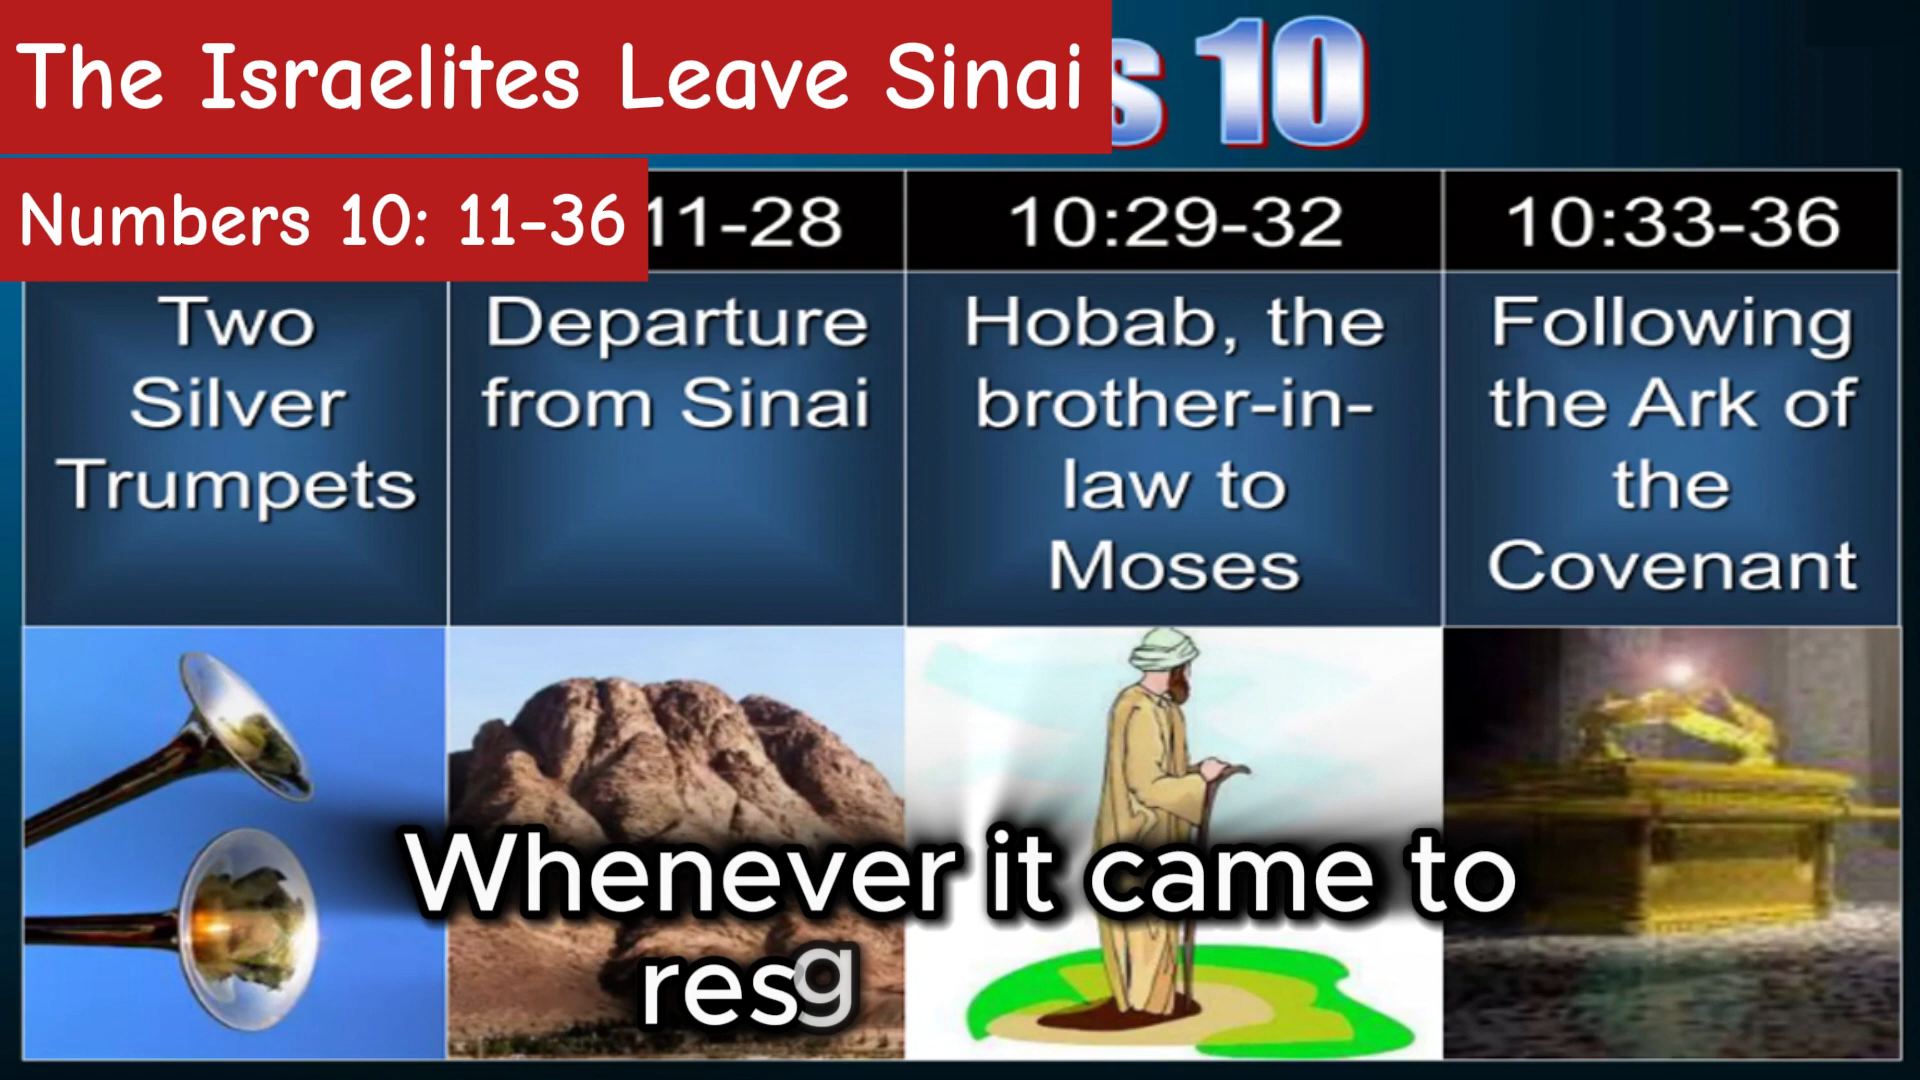 The Israelites Leave Sinai
s 10
Numbers 10: 11-36
11-28
10:29-32
10:33-36
Two
Silver
Trumpets
Departure
from Sinai
Hobab, the
brother-in-
law to
Moses
Following
the Ark of
the
Covenant
Whenever it came to